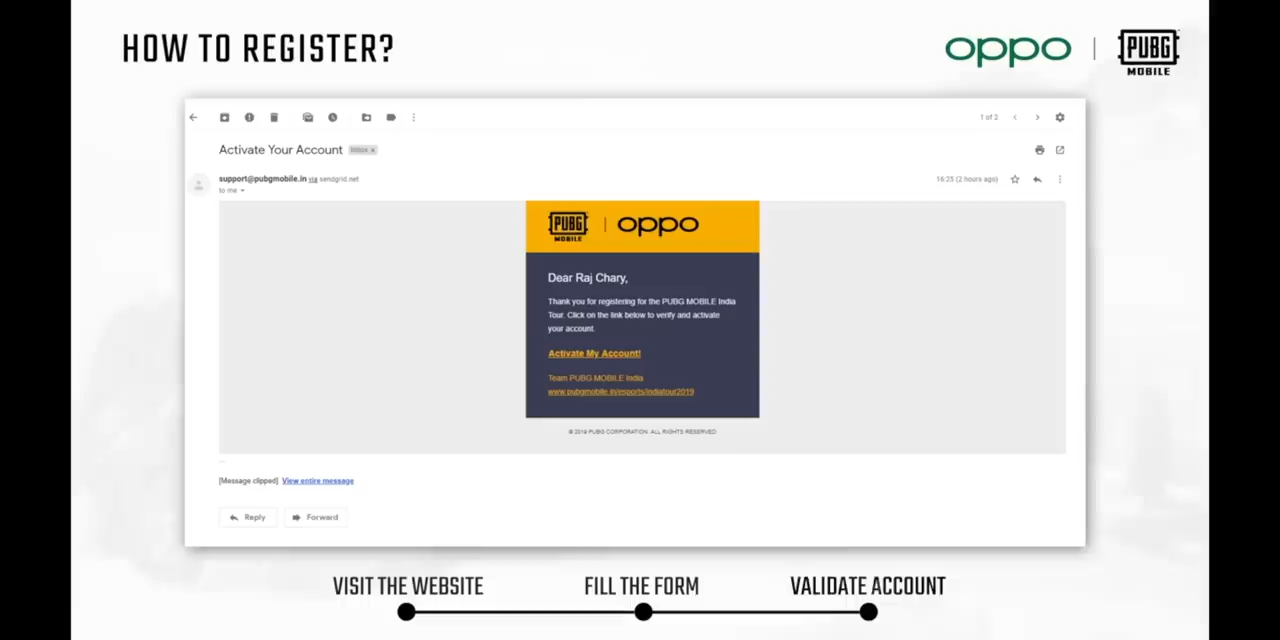 HOW TO REGISTER?
oppo | PUBG MOBILE
1 of 2
Activate Your Account Inbox x
support@pubgmobile.in via sendgrid.net
16:25 (2 hours ago)
to me
PUBG MOBILE | oppo
Dear Raj Chary,
Thank you for registering for the PUBG MOBILE India
Tour. Click on the link below to verify and activate
your account.
Activate My Account!
Team PUBG MOBILE India
www.pubgmobile.in/esports/indiatour2019
© 2019 PUBG CORPORATION. ALL RIGHTS RESERVED.
...
[Message clipped] View entire message
Reply Forward
VISIT THE WEBSITE FILL THE FORM VALIDATE ACCOUNT